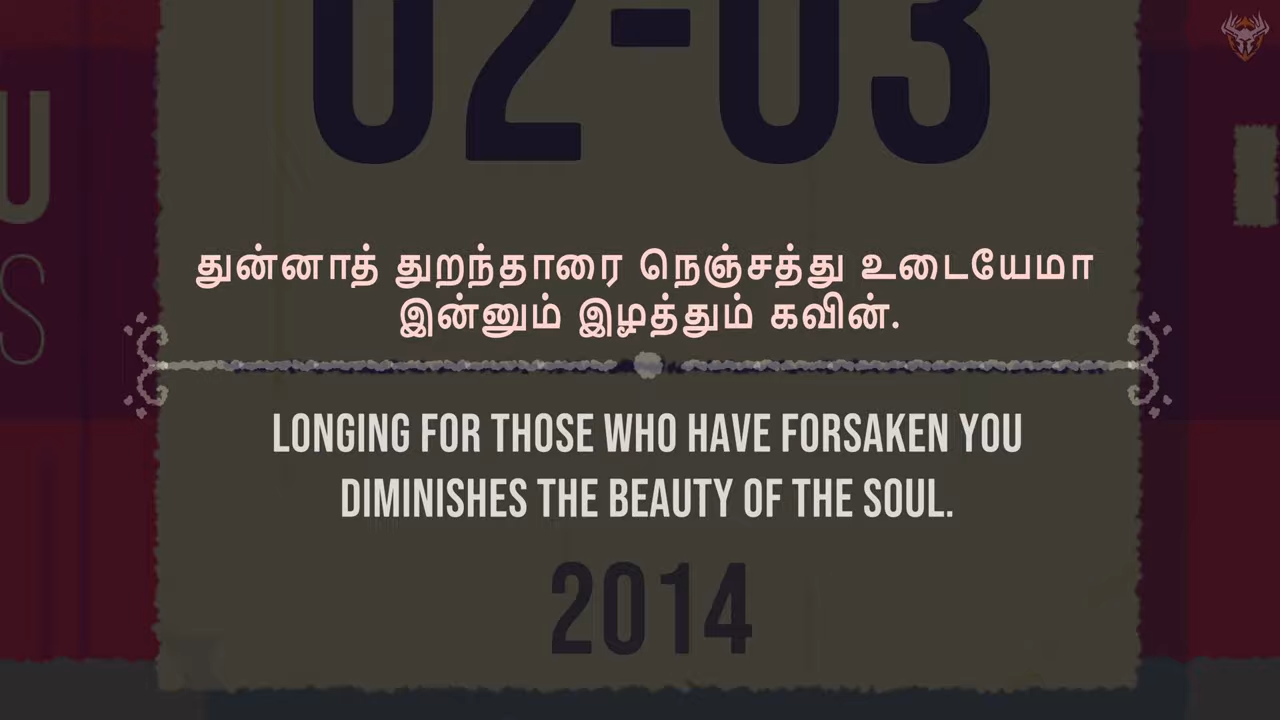 02-03
U
S
துன்னாத் துறந்தாரை நெஞ்சத்து உடையேமா
இன்னும் இழத்தும் கவின்.
LONGING FOR THOSE WHO HAVE FORSAKEN YOU
DIMINISHES THE BEAUTY OF THE SOUL.
2014